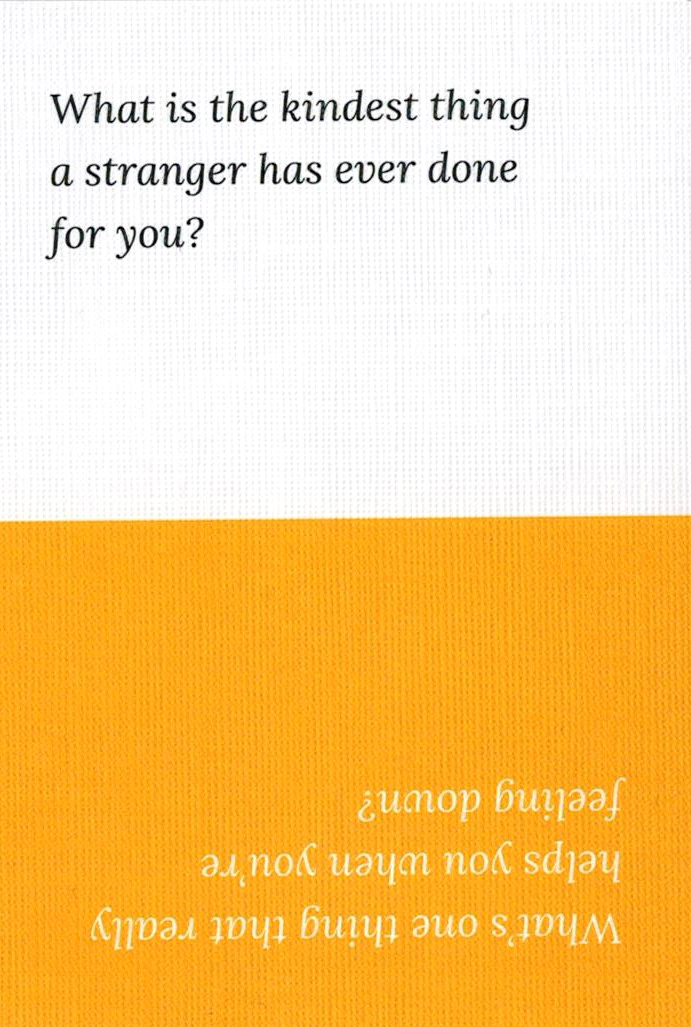 What is the kindest thing
a stranger has ever done
for you?
What's one thing that really
helps you when you're
feeling down?